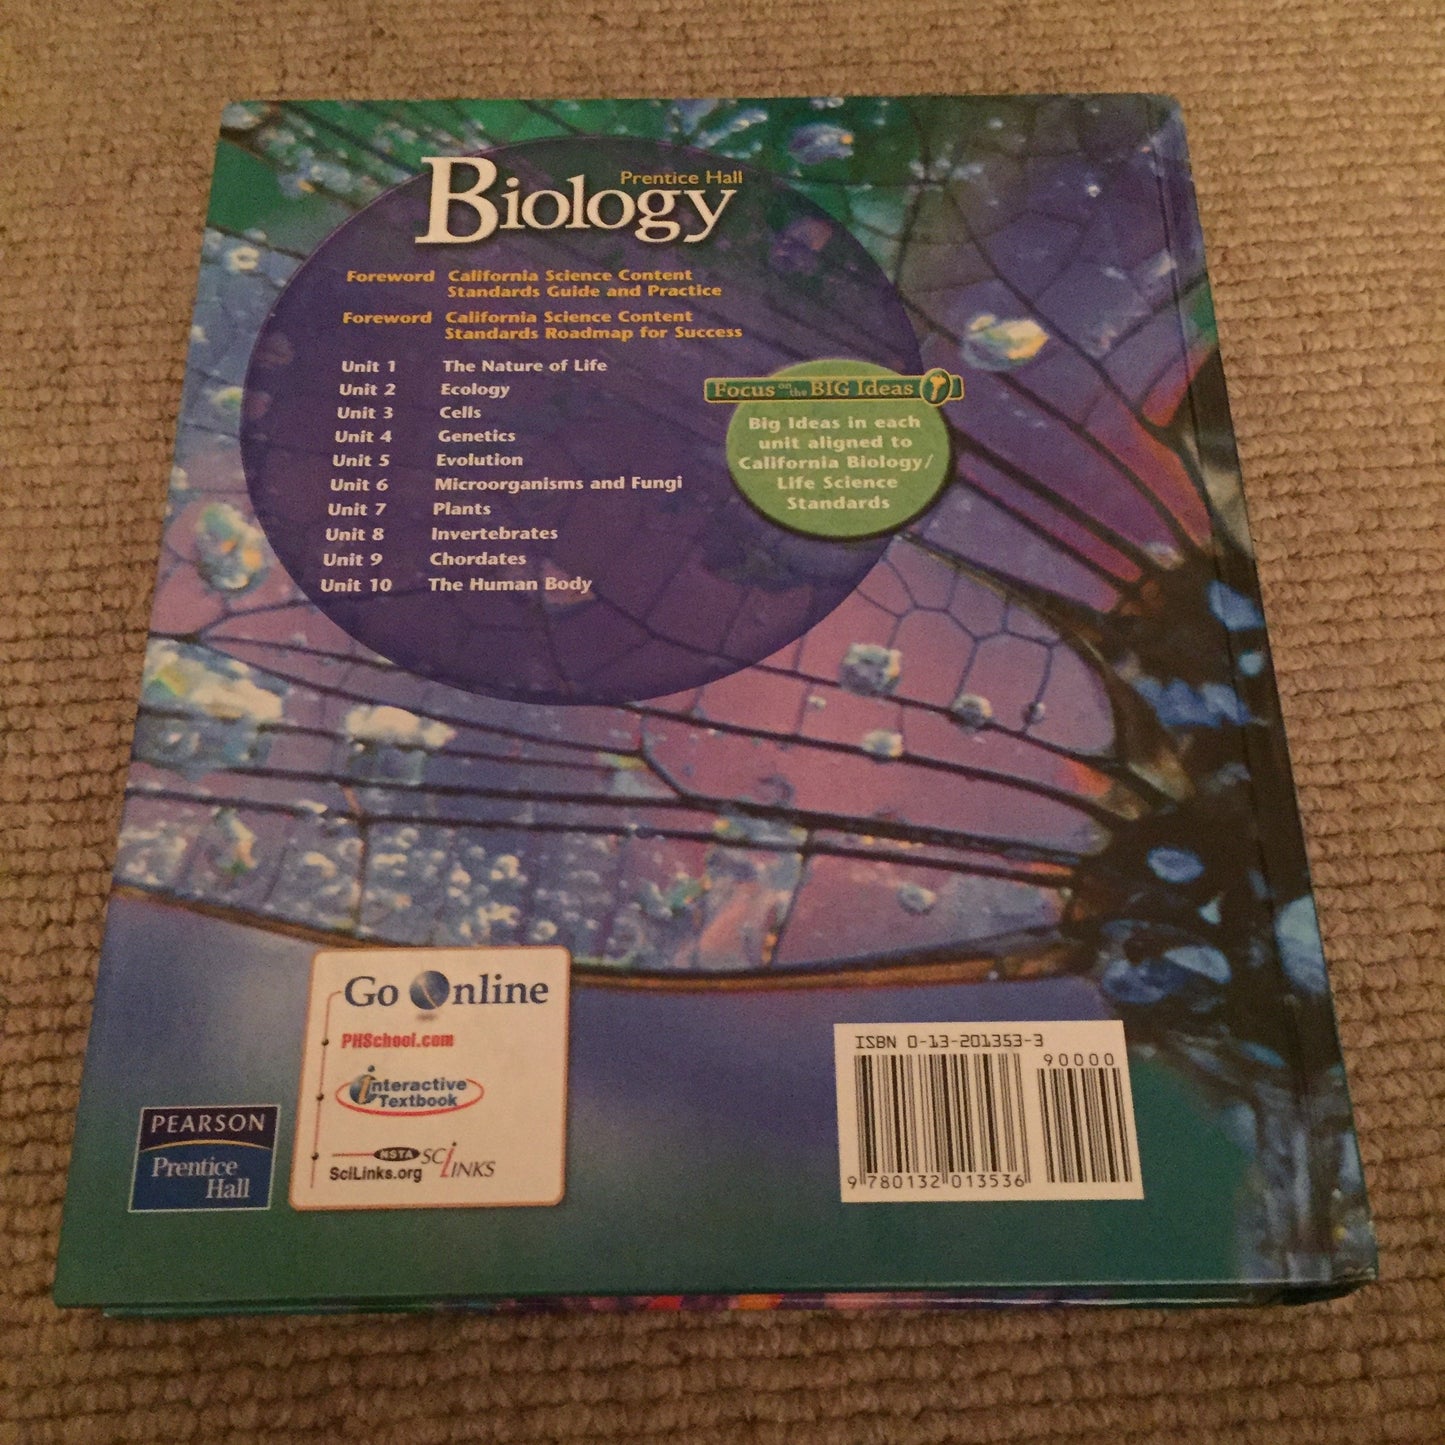 Prentice Hall
Biology
Foreword California Science Content
Standards Guide and Practice
Foreword California Science Content
Standards Roadmap for Success
Unit 1 The Nature of Life
Unit 2 Ecology
Unit 3 Cells
Unit 4 Genetics
Unit 5 Evolution
Unit 6 Microorganisms and Fungi
Unit 7 Plants
Unit 8 Invertebrates
Unit 9 Chordates
Unit 10 The Human Body
Focus on the BIG Ideas
Big Ideas in each
unit aligned to
California Biology/
Life Science
Standards
Go Online
PHSchool.com
interactive
Textbook
NSTA SCiLINKS
SciLinks.org
PEARSON
Prentice
Hall
ISBN 0-13-201353-3
90000
9 780132 013536